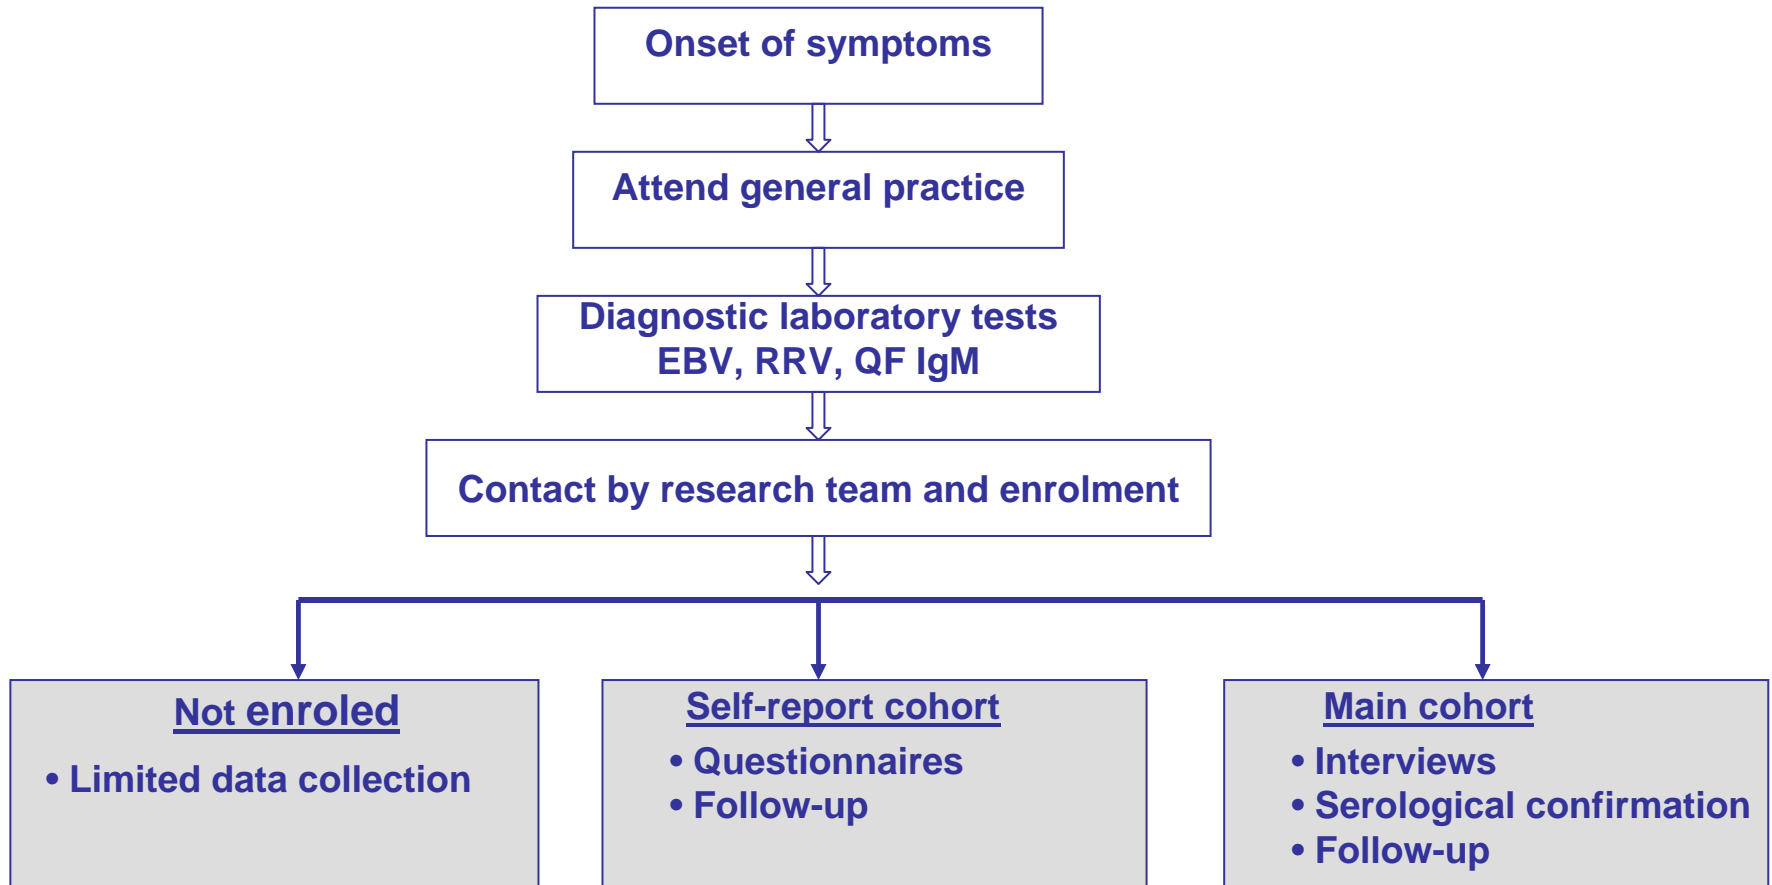 Onset of symptoms
Attend general practice
Diagnostic laboratory tests
EBV, RRV, QF IgM
Contact by research team and enrolment
Not enroled
• Limited data collection
Self-report cohort
• Questionnaires
• Follow-up
Main cohort
• Interviews
• Serological confirmation
• Follow-up